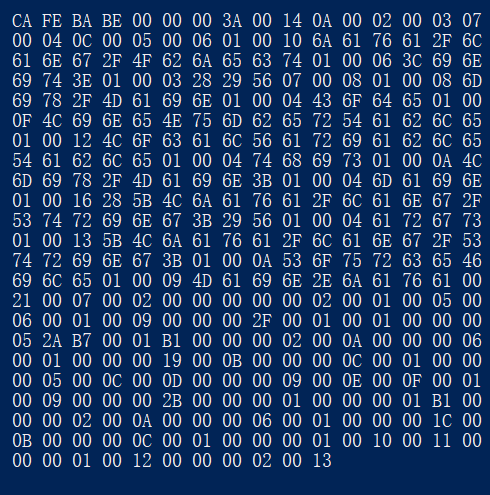 CA FE BA BE 00 00 00 3A 00 14 0A 00 02 00 03 07
00 04 0C 00 05 00 06 01 00 10 6A 61 76 61 2F 6C
61 6E 67 2F 4F 62 6A 65 63 74 01 00 06 3C 69 6E
69 74 3E 01 00 03 28 29 56 07 00 08 01 00 08 6D
69 78 2F 4D 61 69 6E 01 00 04 43 6F 64 65 01 00
0F 4C 69 6E 65 4E 75 6D 62 65 72 54 61 62 6C 65
01 00 12 4C 6F 63 61 6C 56 61 72 69 61 62 6C 65
54 61 62 6C 65 01 00 04 74 68 69 73 01 00 0A 4C
6D 69 78 2F 4D 61 69 6E 3B 01 00 04 6D 61 69 6E
01 00 16 28 5B 4C 6A 61 76 61 2F 6C 61 6E 67 2F
53 74 72 69 6E 67 3B 29 56 01 00 04 61 72 67 73
01 00 13 5B 4C 6A 61 76 61 2F 6C 61 6E 67 2F 53
74 72 69 6E 67 3B 01 00 0A 53 6F 75 72 63 65 46
69 6C 65 01 00 09 4D 61 69 6E 2E 6A 61 76 61 00
21 00 07 00 02 00 00 00 00 00 02 00 01 00 05 00
06 00 01 00 09 00 00 00 2F 00 01 00 01 00 00 00
05 2A B7 00 01 B1 00 00 00 02 00 0A 00 00 00 06
00 01 00 00 00 19 00 0B 00 00 00 0C 00 01 00 00
00 05 00 0C 00 0D 00 00 00 09 00 0E 00 0F 00 01
00 09 00 00 00 2B 00 00 00 01 00 00 00 01 B1 00
00 00 02 00 0A 00 00 00 06 00 01 00 00 00 1C 00
0B 00 00 00 0C 00 01 00 00 00 01 00 10 00 11 00
00 00 01 00 12 00 00 00 02 00 13